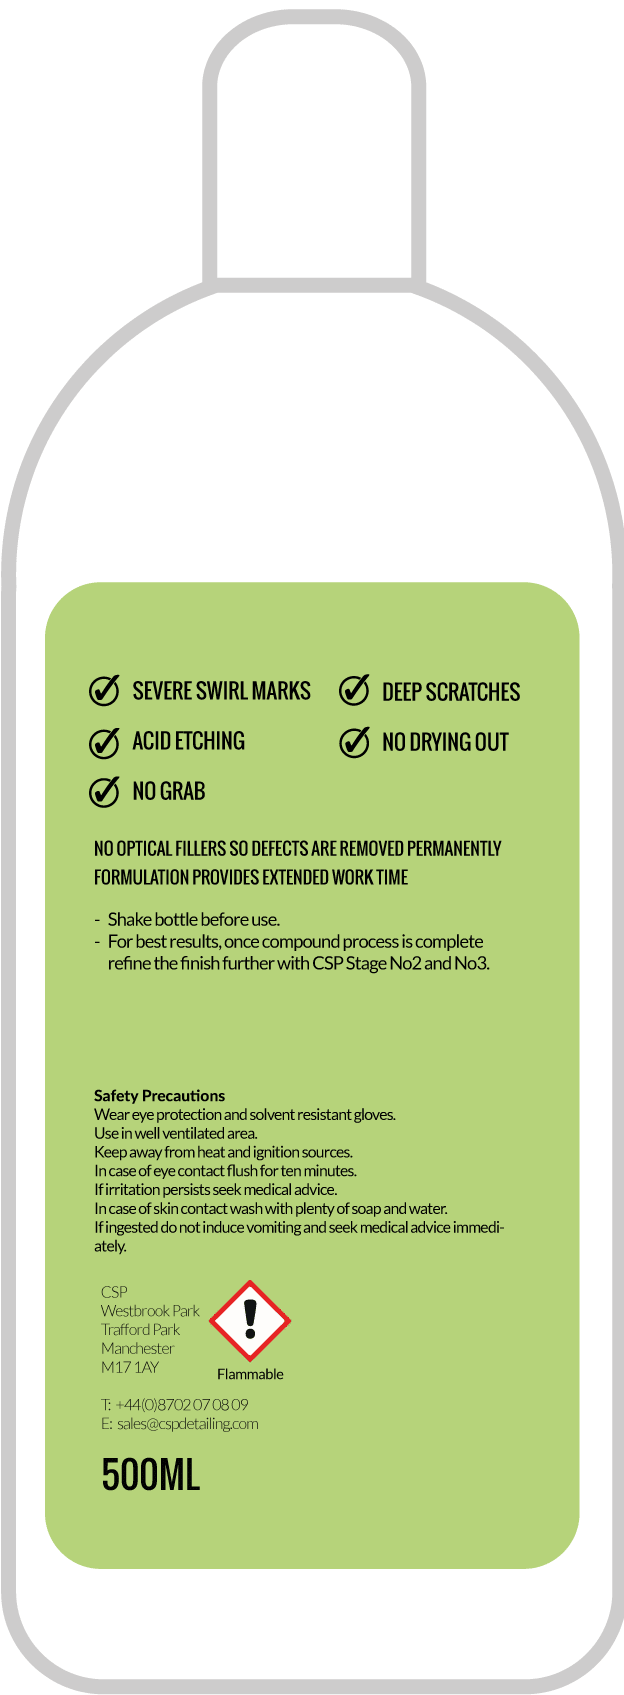 SEVERE SWIRL MARKS
DEEP SCRATCHES
ACID ETCHING
NO DRYING OUT
NO GRAB
NO OPTICAL FILLERS SO DEFECTS ARE REMOVED PERMANENTLY
FORMULATION PROVIDES EXTENDED WORK TIME
- Shake bottle before use.
- For best results, once compound process is complete
refine the finish further with CSP Stage No2 and No3.
Safety Precautions
Wear eye protection and solvent resistant gloves.
Use in well ventilated area.
Keep away from heat and ignition sources.
In case of eye contact flush for ten minutes.
If irritation persists seek medical advice.
In case of skin contact wash with plenty of soap and water.
If ingested do not induce vomiting and seek medical advice immedi-
ately.
CSP
Westbrook Park
Trafford Park
Manchester
M17 1AY
!
Flammable
T: +44(0)8702 07 08 09
E: sales@cspdetailing.com
500ML